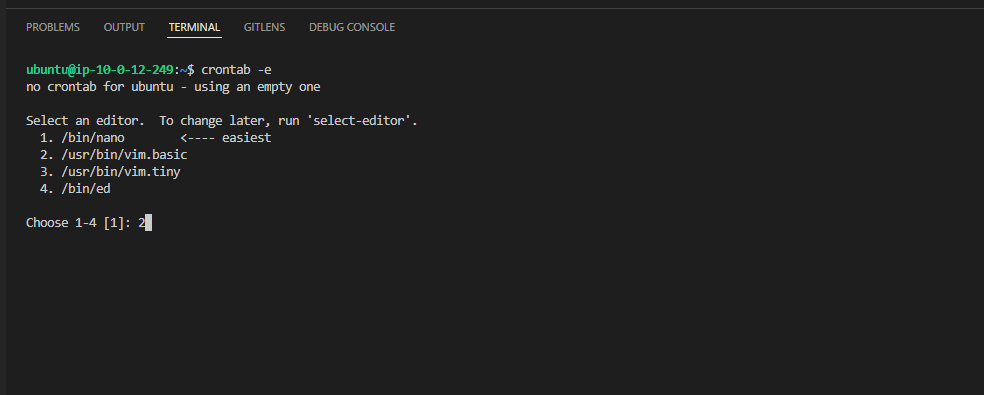 PROBLEMS OUTPUT TERMINAL GITLENS DEBUG CONSOLE
ubuntu@ip-10-0-12-249:~$ crontab -e
no crontab for ubuntu - using an empty one
Select an editor.  To change later, run 'select-editor'.
  1. /bin/nano        <---- easiest
  2. /usr/bin/vim.basic
  3. /usr/bin/vim.tiny
  4. /bin/ed
Choose 1-4 [1]: 2